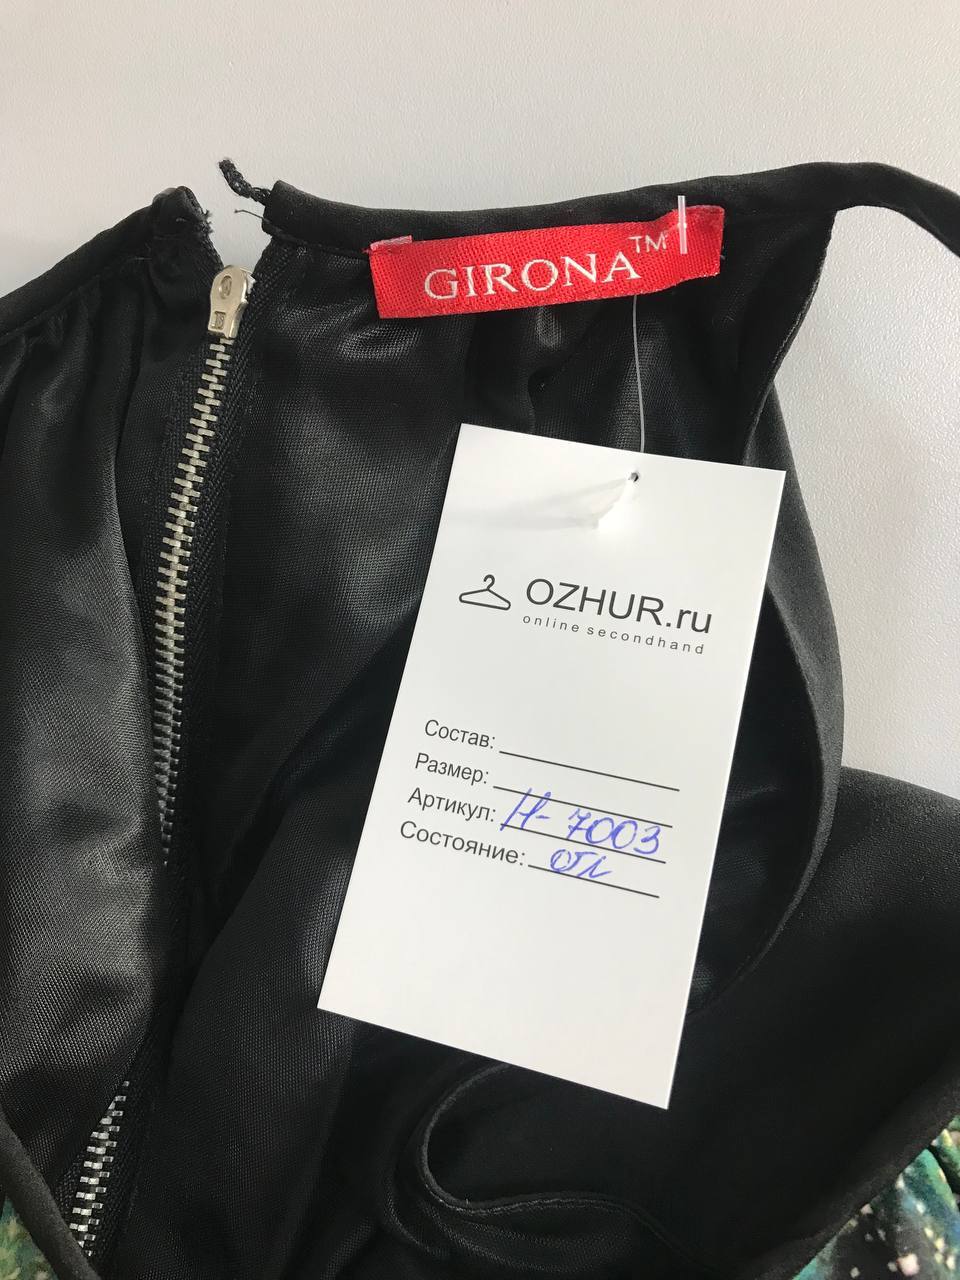 GIRONA™
OZHUR.ru
online secondhand
Состав:
Размер:
Артикул: Н-7003
Состояние: отл